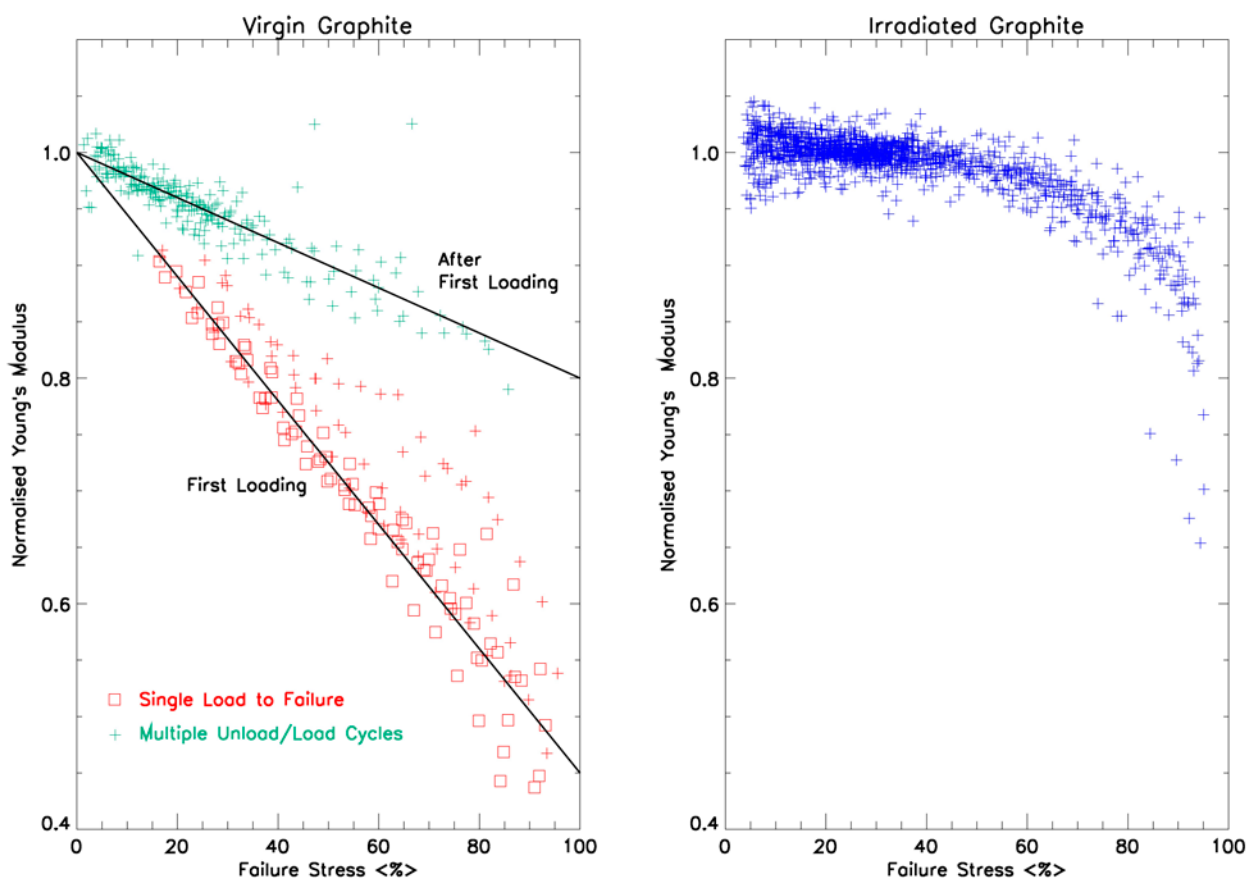 Virgin Graphite
Normalised Young's Modulus
1.0
0.8
0.6
0.4
After
First Loading
First Loading
Single Load to Failure
Multiple Unload/Load Cycles
0
20
40
60
80
100
Failure Stress <%>
Irradiated Graphite
Normalised Young's Modulus
1.0
0.8
0.6
0.4
0
20
40
60
80
100
Failure Stress <%>